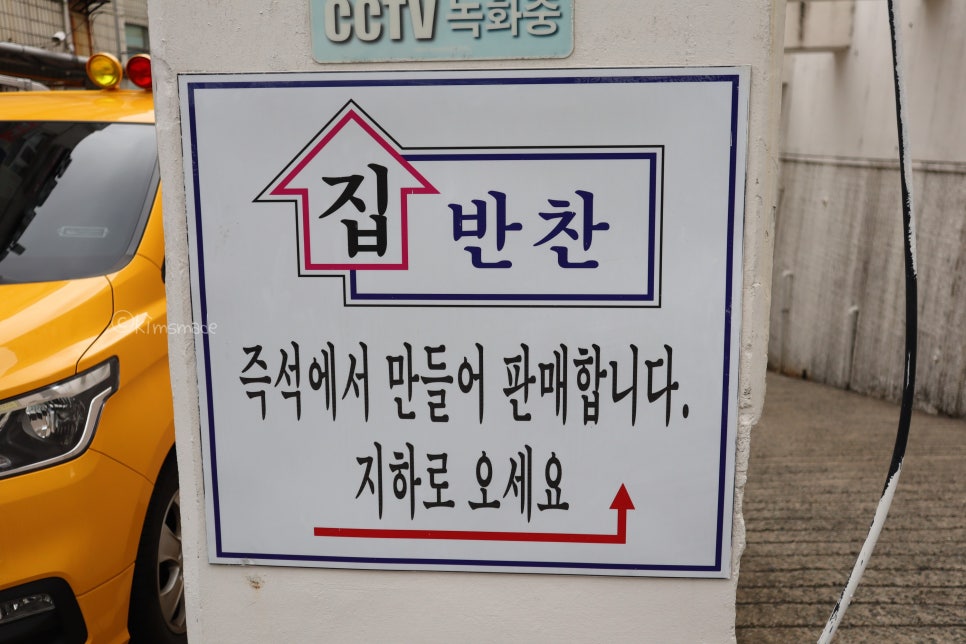 CCTV 녹화중
집 반찬
즉석에서 만들어 판매합니다.
지하로 오세요
kimsmade